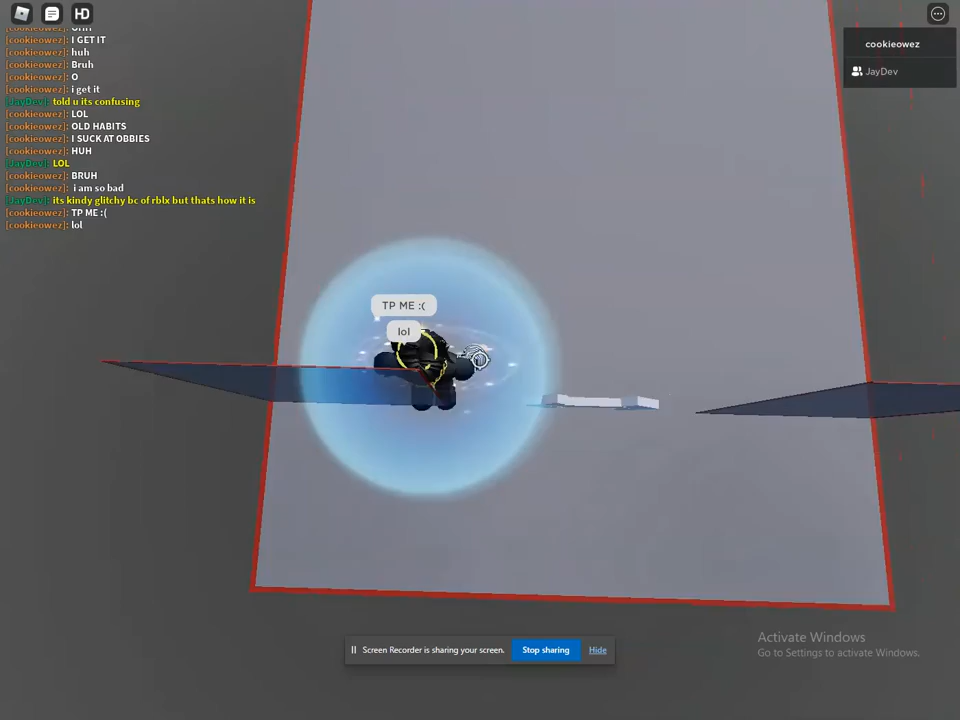 HD
[cookieowez]: I GET IT
[cookieowez]: huh
[cookieowez]: Bruh
[cookieowez]: O
[cookieowez]: i get it
[JayDev]: told u its confusing
[cookieowez]: LOL
[cookieowez]: OLD HABITS
[cookieowez]: I SUCK AT OBBIES
[cookieowez]: HUH
[JayDev]: LOL
[cookieowez]: BRUH
[cookieowez]: i am so bad
[JayDev]: its kindy glitchy bc of rblx but thats how it is
[cookieowez]: TP ME :(
[cookieowez]: lol
cookieowez
JayDev
TP ME :(
lol
Screen Recorder is sharing your screen. Stop sharing Hide
Activate Windows
Go to Settings to activate Windows.